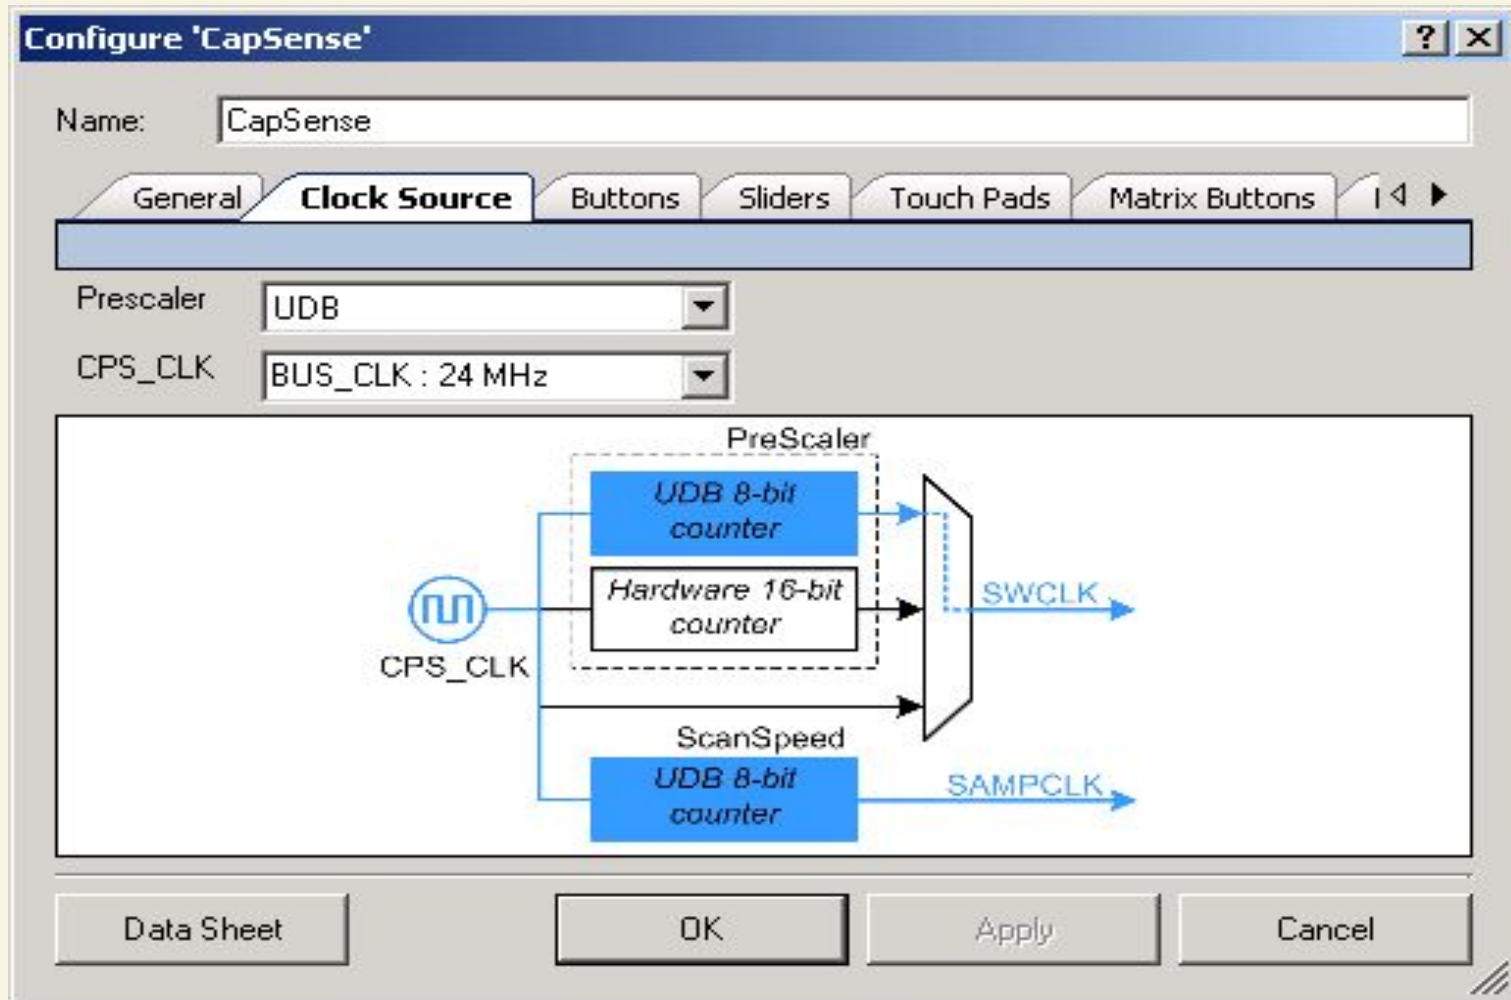 Configure 'CapSense'
Name: CapSense
General Clock Source Buttons Sliders Touch Pads Matrix Buttons
Prescaler UDB
CPS_CLK BUS_CLK : 24 MHz
PreScaler
UDB 8-bit
counter
Hardware 16-bit
counter
SWCLK
CPS_CLK
ScanSpeed
UDB 8-bit
counter
SAMPCLK
Data Sheet OK Apply Cancel